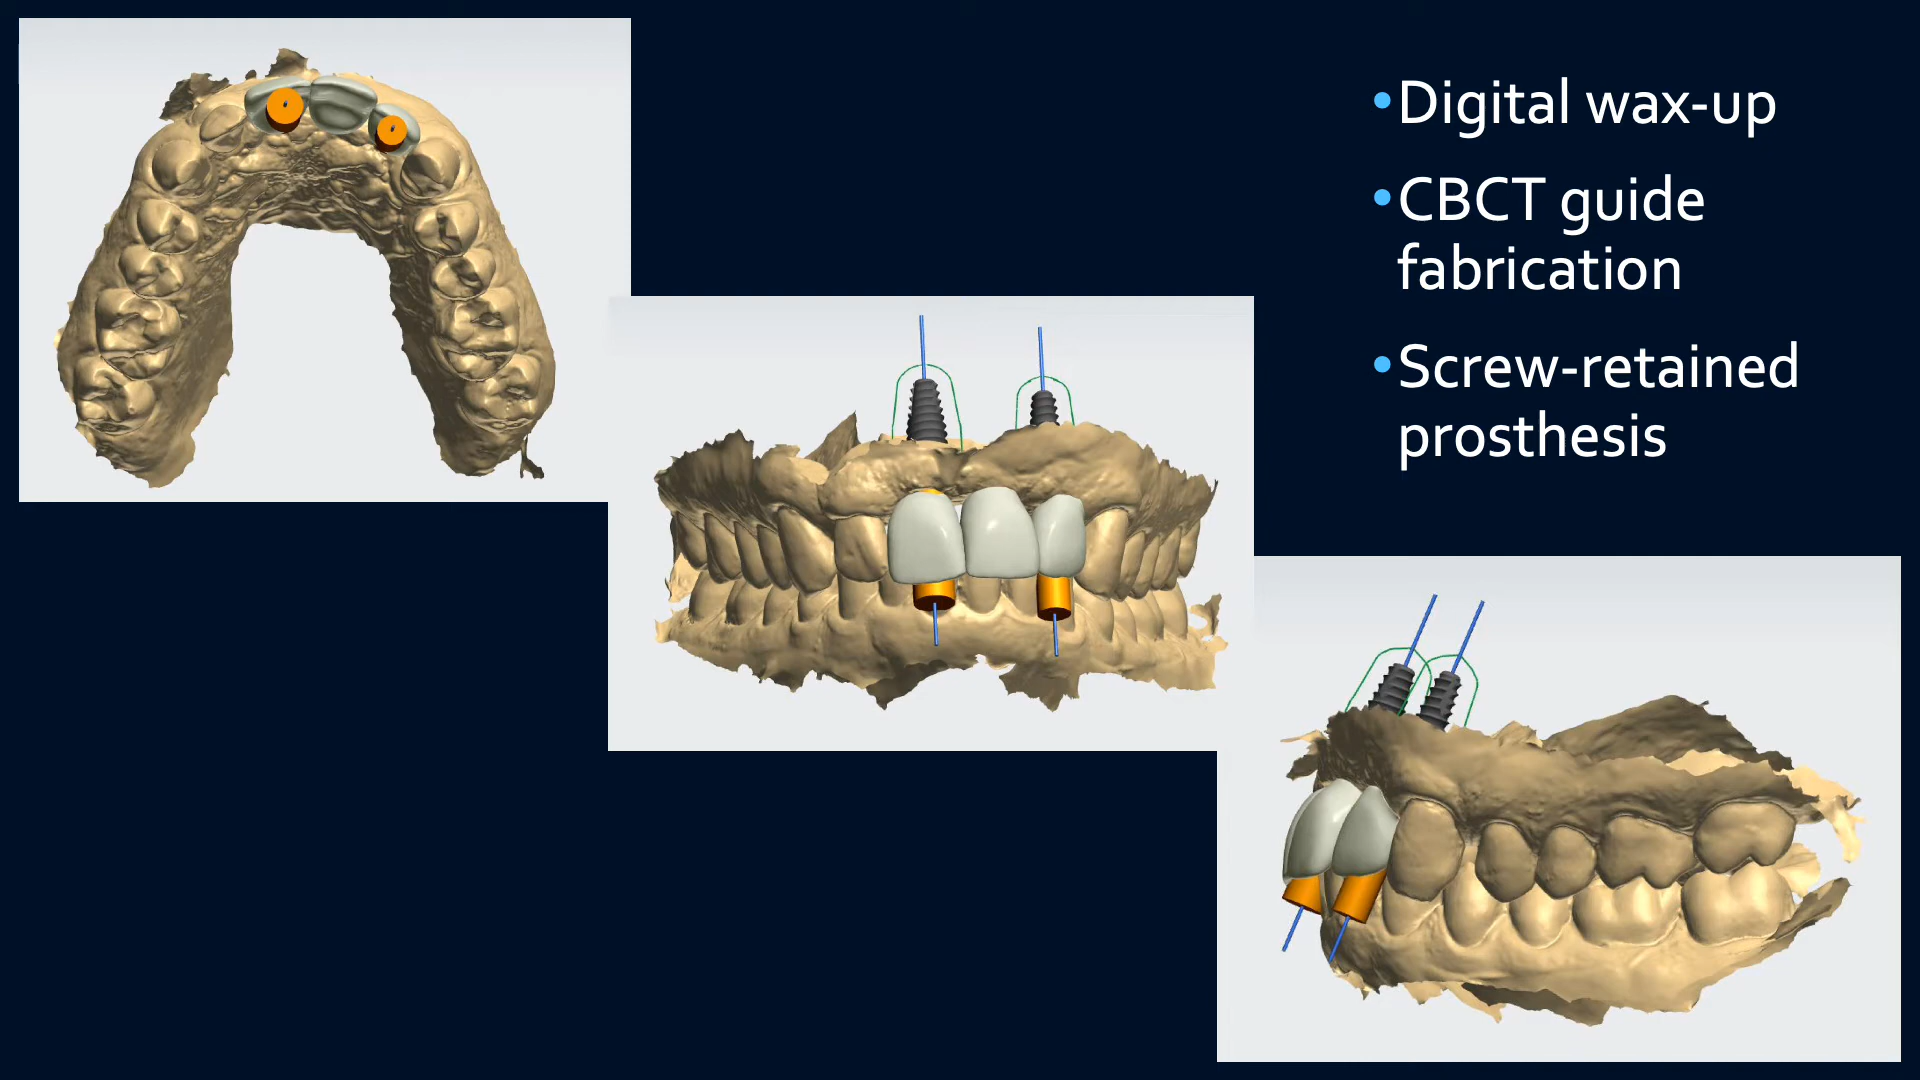 •Digital wax-up
•CBCT guide
fabrication
•Screw-retained
prosthesis